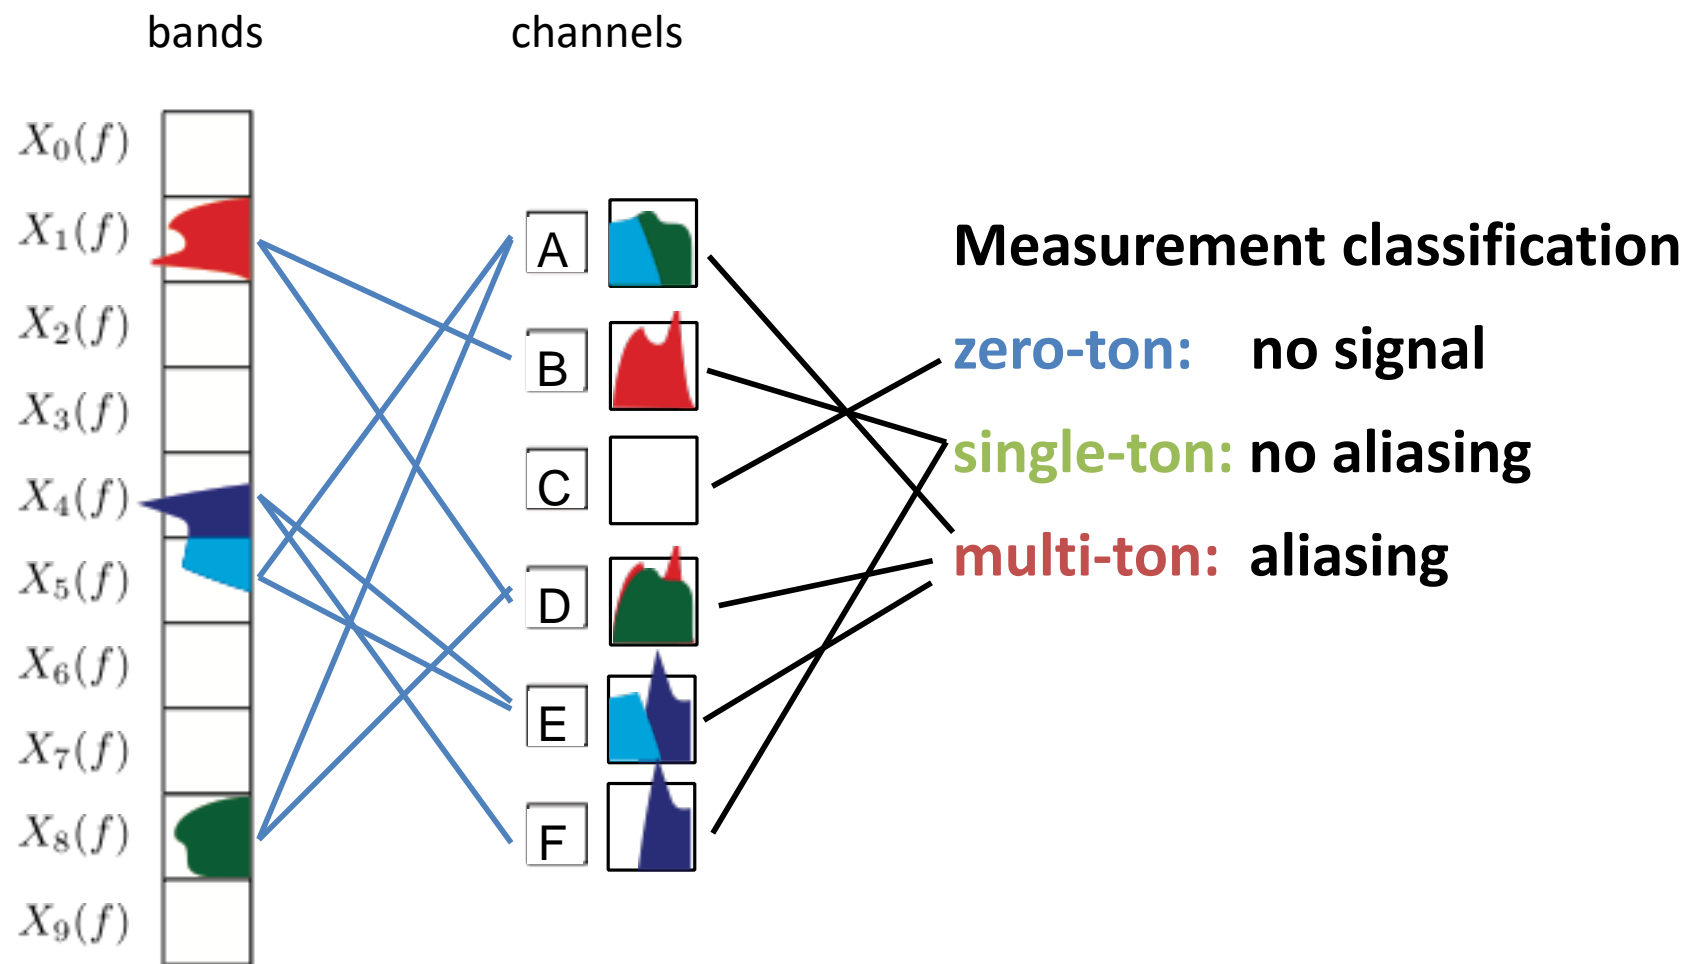 bands
channels
X₀(f)
X₁(f)
X₂(f)
X₃(f)
X₄(f)
X₅(f)
X₆(f)
X₇(f)
X₈(f)
X₉(f)
A
B
C
D
E
F
Measurement classification
zero-ton: no signal
single-ton: no aliasing
multi-ton: aliasing